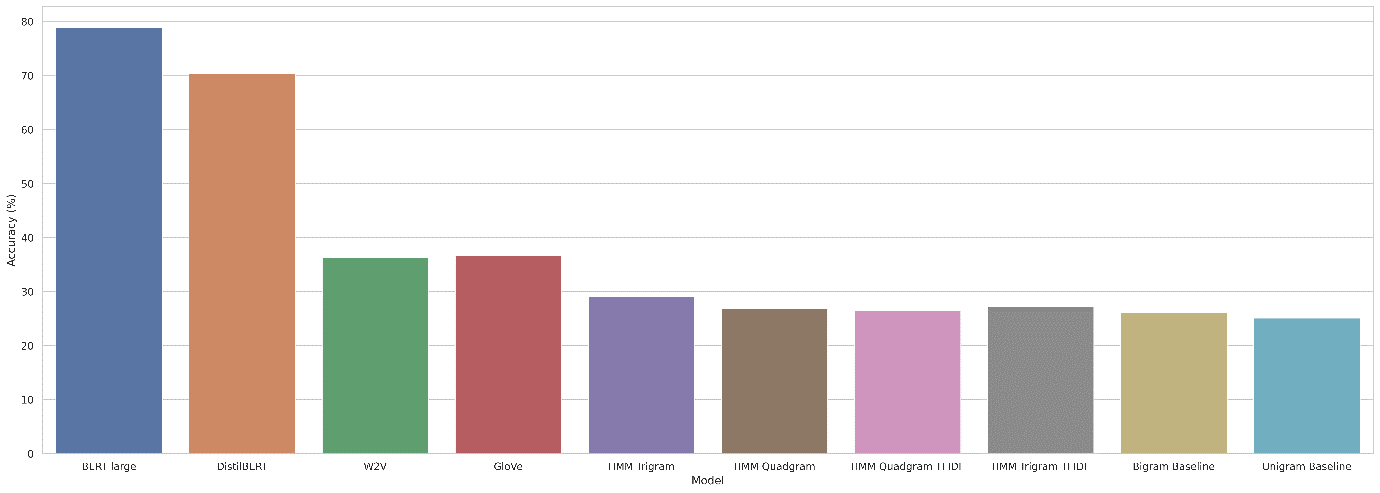 80
70
60
50
40
30
20
10
0
Accuracy (%)
BERT large
DistilBERT
W2V
GloVe
HMM Trigram
HMM Quadgram
HMM Quadgram TFIDF
HMM Trigram TFIDF
Bigram Baseline
Unigram Baseline
Model